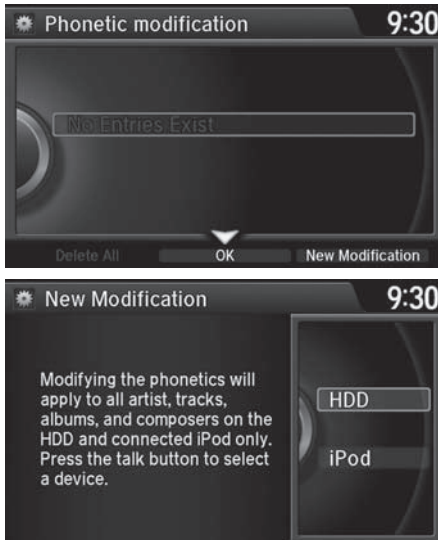 Phonetic modification 9:30
No Entries Exist
Delete All OK New Modification
New Modification 9:30
Modifying the phonetics will
apply to all artist, tracks,
albums, and composers on the
HDD and connected iPod only.
Press the talk button to select
a device.
HDD
iPod